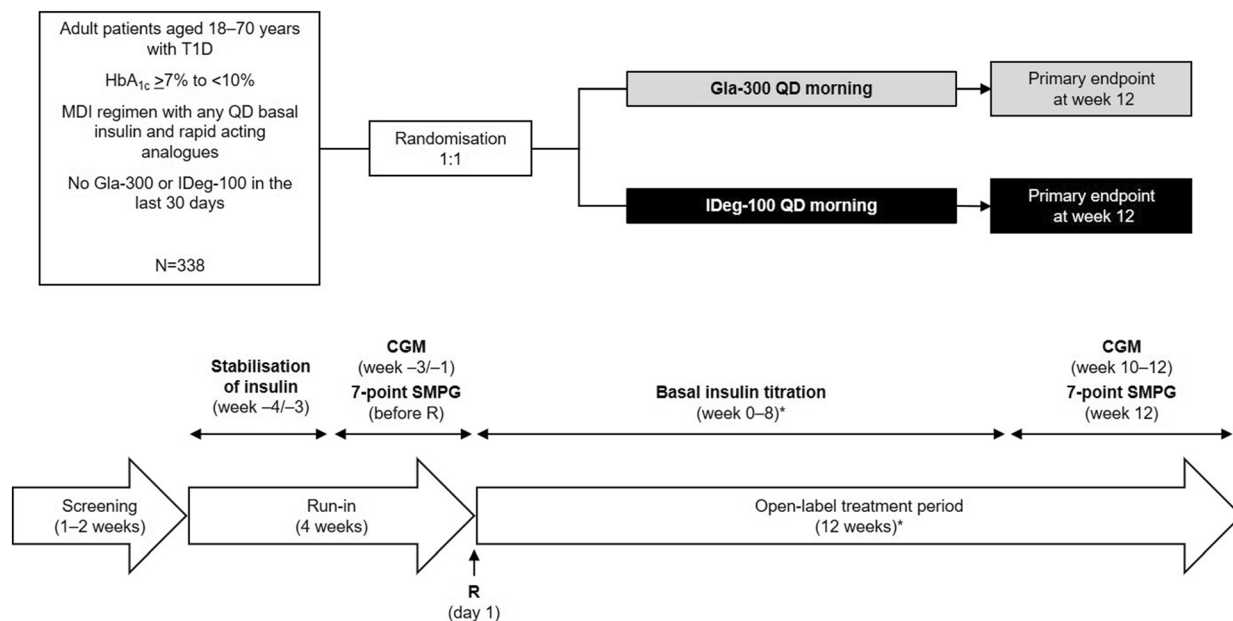 Adult patients aged 18–70 years
with T1D
HbA1c ≥7% to <10%
MDI regimen with any QD basal
insulin and rapid acting
analogues
No Gla-300 or IDeg-100 in the
last 30 days
N=338
Randomisation
1:1
Gla-300 QD morning
Primary endpoint
at week 12
IDeg-100 QD morning
Primary endpoint
at week 12
Stabilisation
of insulin
(week –4/–3)
CGM
(week –3/–1)
7-point SMPG
(before R)
Basal insulin titration
(week 0–8)*
CGM
(week 10–12)
7-point SMPG
(week 12)
Screening
(1–2 weeks)
Run-in
(4 weeks)
Open-label treatment period
(12 weeks)*
R
(day 1)